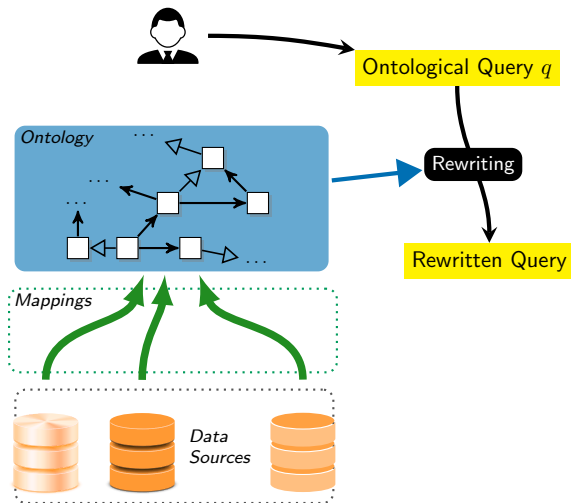 Ontological Query q
Ontology
...
...
Rewriting
...
Rewritten Query
...
Mappings
Data
Sources